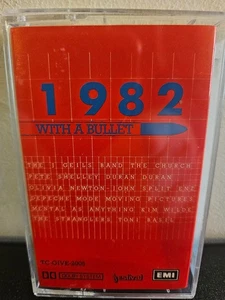 1982
WITH A BULLET
THE J GEILS BAND THE CHURCH
PETE SHELLEY DURAN DURAN
OLIVIA NEWTON-JOHN SPLIT ENZ
DEPECHE MODE MOVING PICTURES
MENTAL AS ANYTHING KIM WILDE
THE STRANGLERS TONI BASIL
EMI